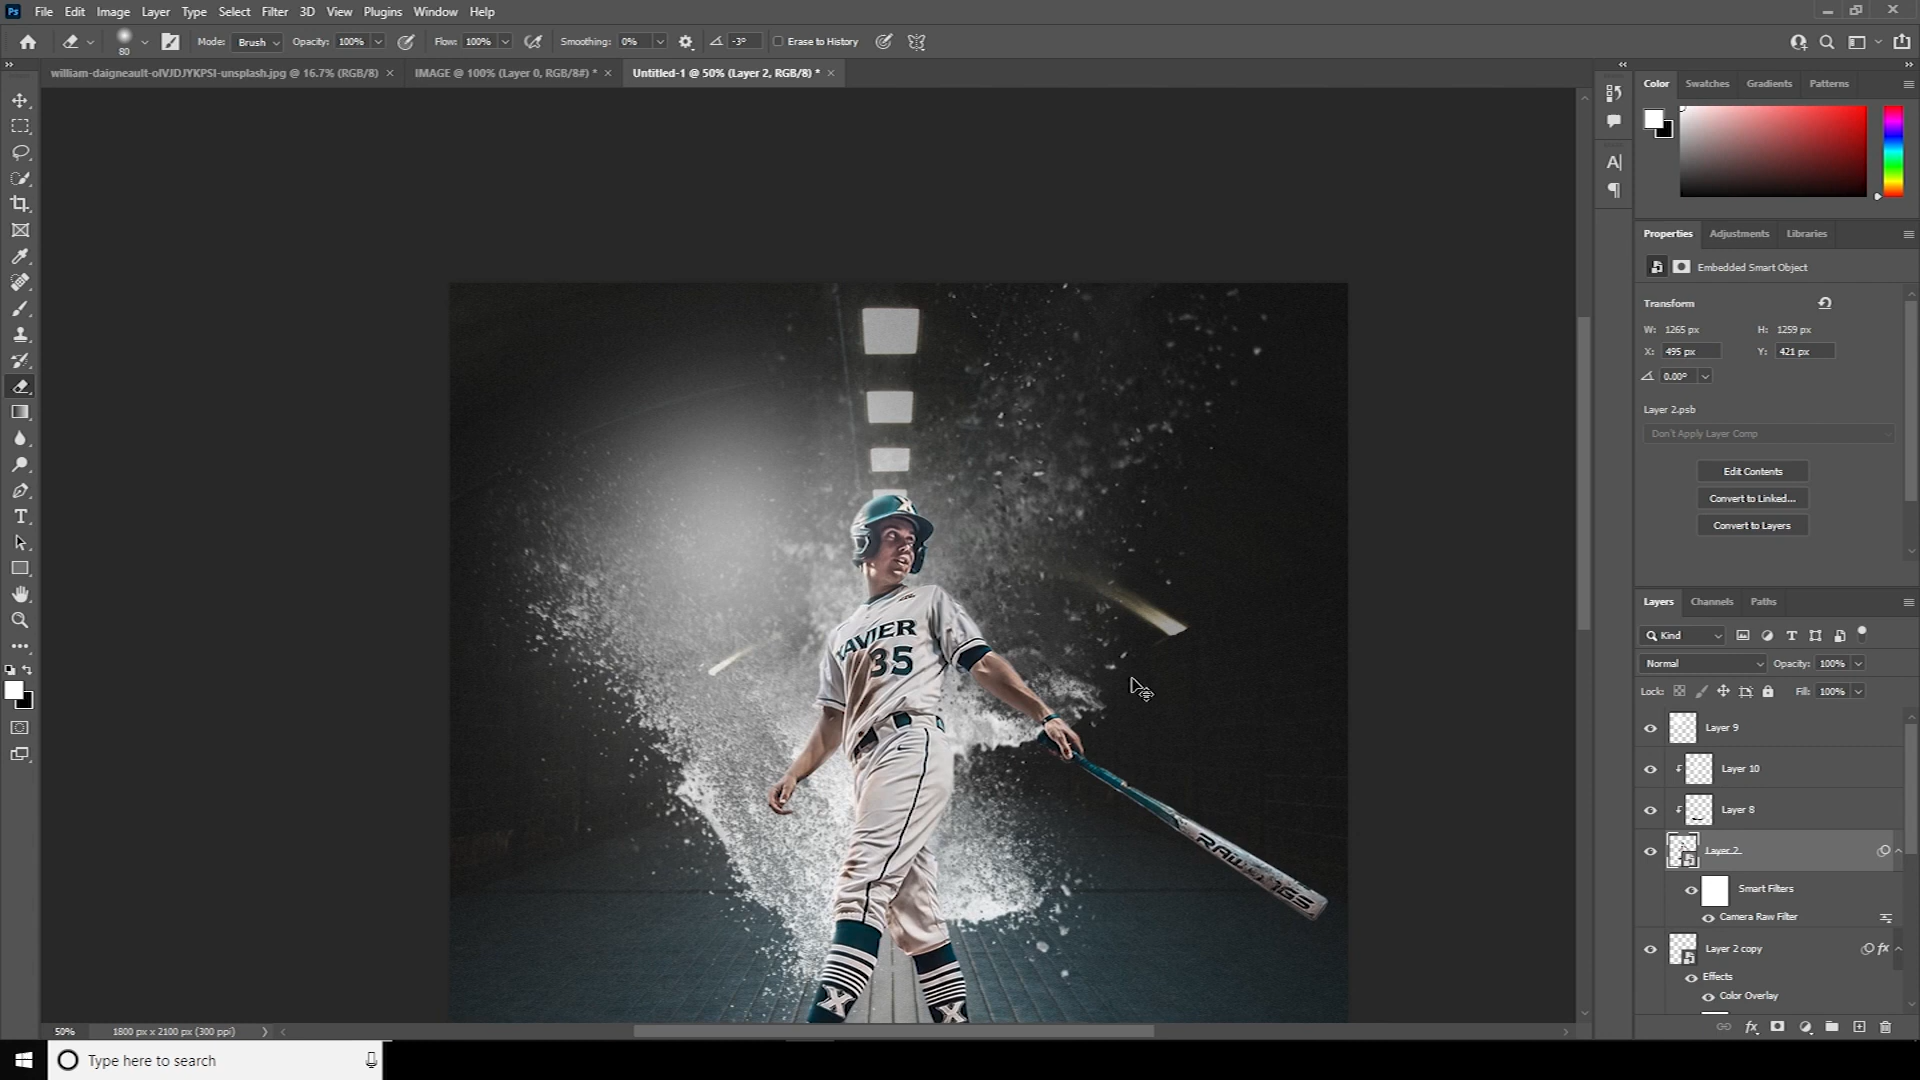 Ps File Edit Image Layer Type Select Filter 3D View Plugins Window Help
80 Mode: Brush Opacity: 100% Flow: 100% Smoothing: 0% -3° Erase to History
william-daigneault-oIVJDJYKPSI-unsplash.jpg @ 16.7% (RGB/8) × IMAGE @ 100% (Layer 0, RGB/8#) * × Untitled-1 @ 50% (Layer 2, RGB/8) * ×
Color Swatches Gradients Patterns
Properties Adjustments Libraries
Embedded Smart Object
Transform
W: 1265 px H: 1259 px
X: 495 px Y: 421 px
0.00°
Layer 2.psb
Don't Apply Layer Comp
Edit Contents
Convert to Linked...
Convert to Layers
Layers Channels Paths
Kind
Normal Opacity: 100%
Lock: Fill: 100%
Layer 9
Layer 10
Layer 8
Layer 2
Smart Filters
Camera Raw Filter
Layer 2 copy fx
Effects
Color Overlay
fx
X
XAVIER
35
RAWLINGS
X X
50% 1800 px x 2100 px (300 ppi)
Type here to search